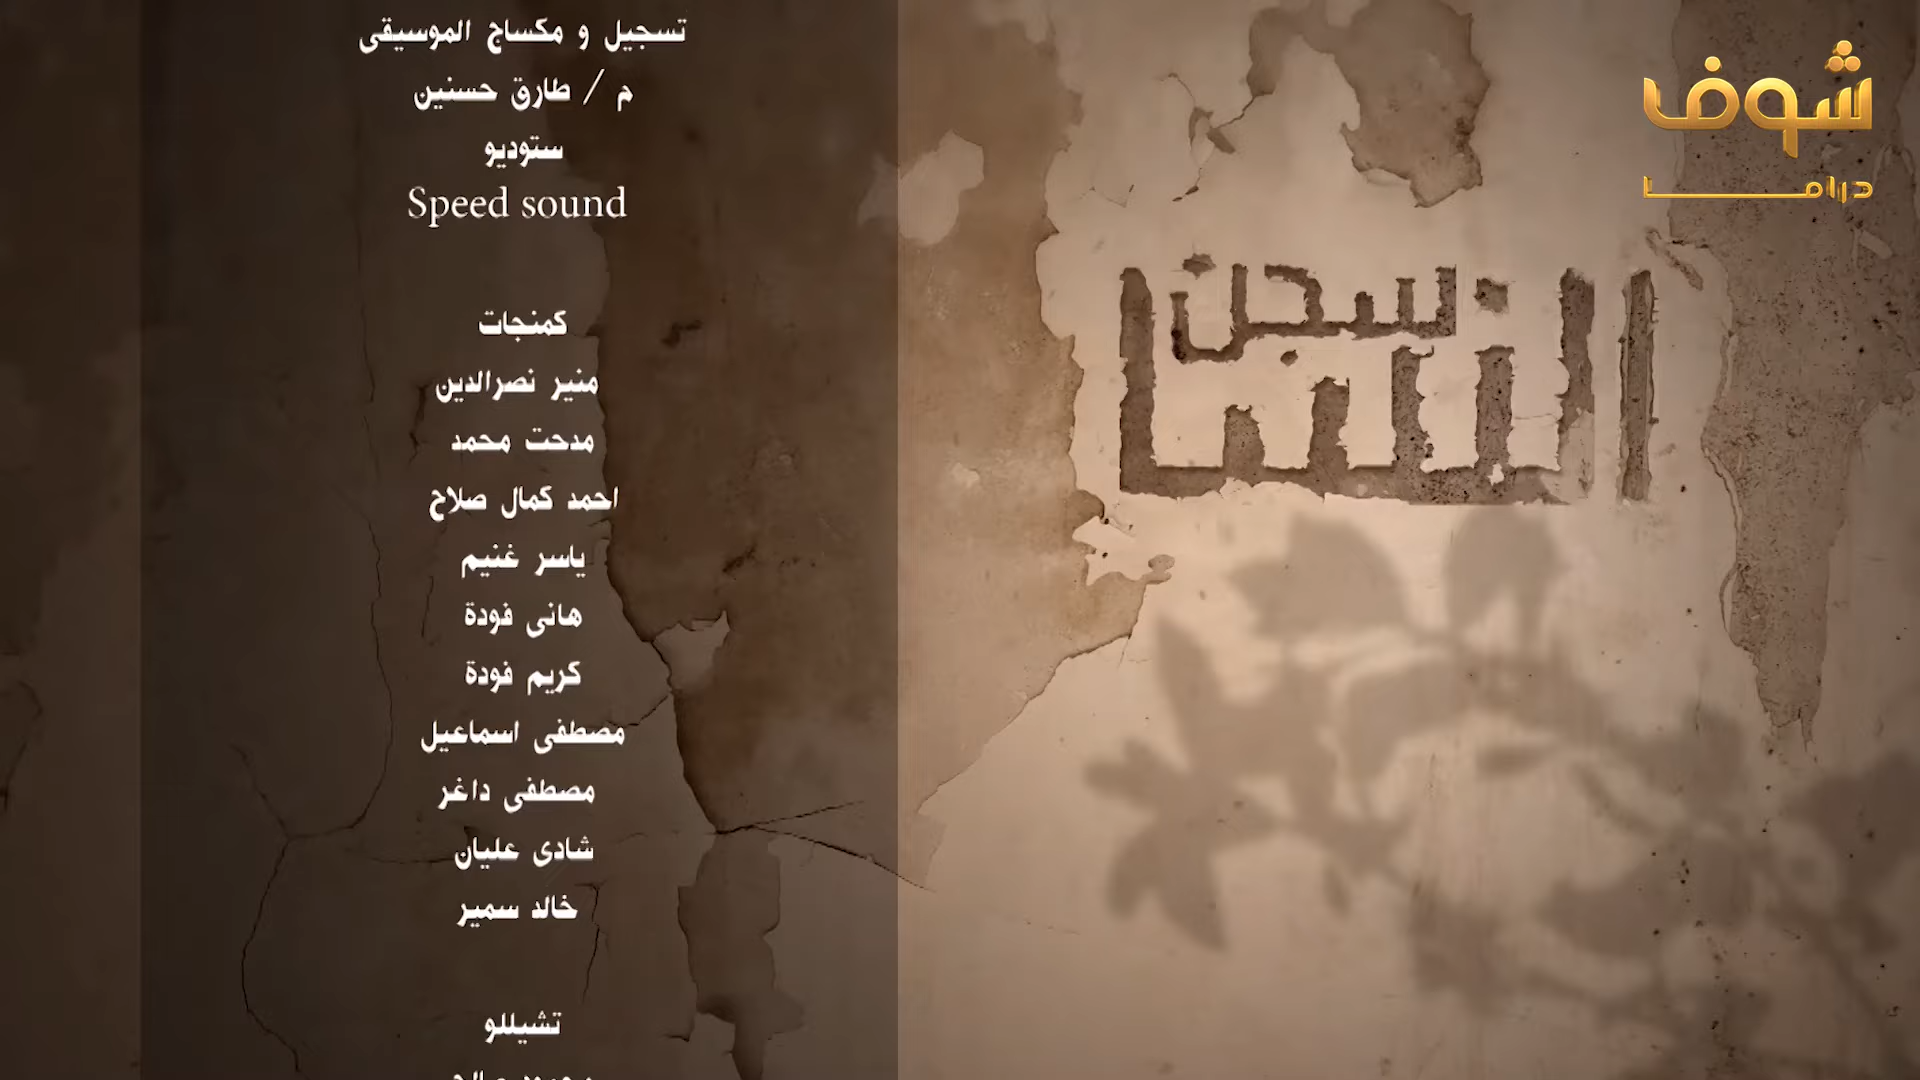 تسجيل و مكساج الموسيقى
م / طارق حسنين
ستوديو
Speed sound
كمنجات
منير نصرالدين
مدحت محمد
احمد كمال صلاح
ياسر غنيم
هانى فودة
كريم فودة
مصطفى اسماعيل
مصطفى داغر
شادى عليان
خالد سمير
تشيللو
شوف
دراما
سجن
النسا